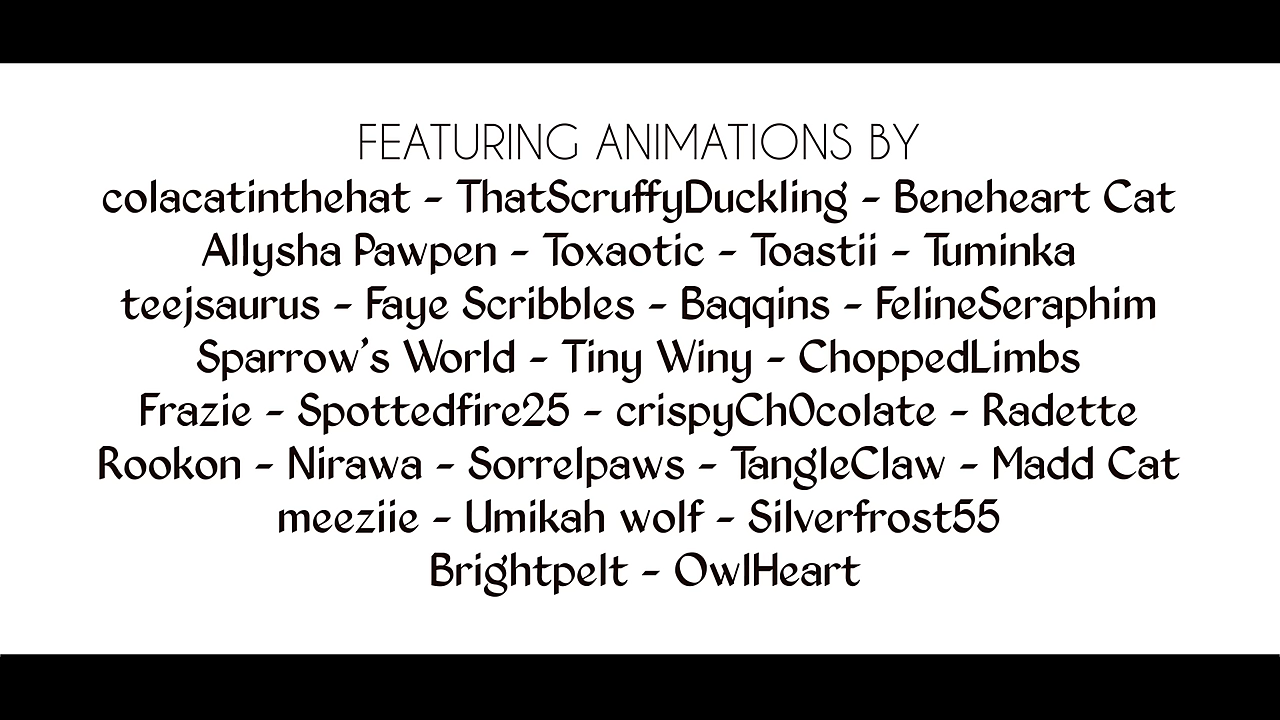 FEATURING ANIMATIONS BY
colacatinthehat - ThatScruffyDuckling - Beneheart Cat
Allysha Pawpen - Toxaotic - Toastii - Tuminka
teejsaurus - Faye Scribbles - Baqqins - FelineSeraphim
Sparrow's World - Tiny Winy - ChoppedLimbs
Frazie - Spottedfire25 - crispyCh0colate - Radette
Rookon - Nirawa - Sorrelpaws - TangleClaw - Madd Cat
meeziie - Umikah wolf - Silverfrost55
Brightpelt - OwlHeart